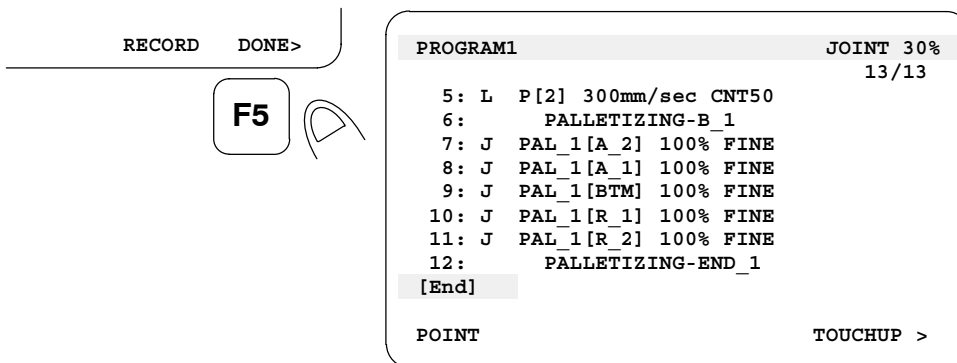 RECORD DONE>
F5
PROGRAM1 JOINT 30%
13/13
5: L P[2] 300mm/sec CNT50
6: PALLETIZING-B_1
7: J PAL_1[A_2] 100% FINE
8: J PAL_1[A_1] 100% FINE
9: J PAL_1[BTM] 100% FINE
10: J PAL_1[R_1] 100% FINE
11: J PAL_1[R_2] 100% FINE
12: PALLETIZING-END_1
[End]
POINT TOUCHUP >